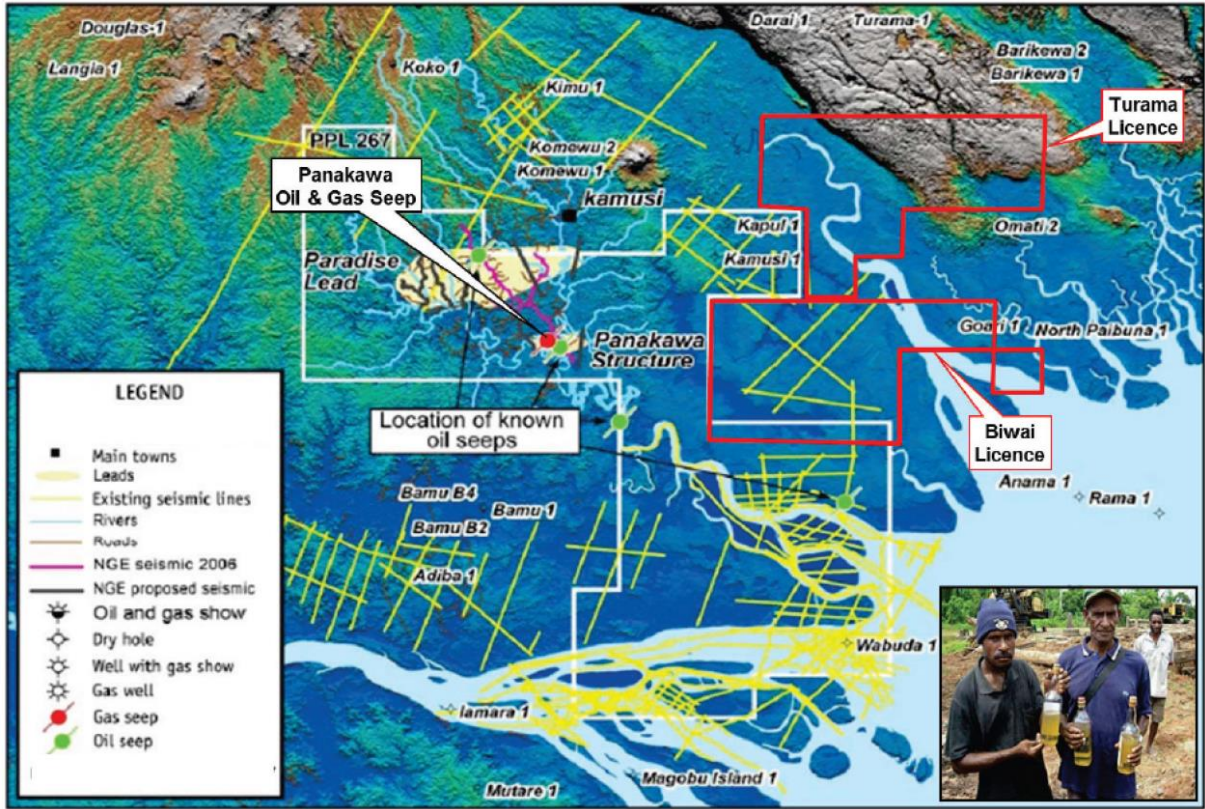 Douglas-1
Langia 1
Koko 1
Kimu 1
Darai 1
Turama-1
Barikewa 2
Barikewa 1
Turama
Licence
PPL 267
Komewu 2
Komewu 1
Panakawa
Oil & Gas Seep
kamusi
Kapul 1
Kamusi 1
Omati 2
Paradise
Lead
Goari 1
North Paibuna 1
Panakawa
Structure
Location of known
oil seeps
Biwai
Licence
Anama 1
Rama 1
Bamu B4
Bamu 1
Bamu B2
Adiba 1
Wabuda 1
Iamara 1
Magobu Island 1
Mutare 1
LEGEND
Main towns
Leads
Existing seismic lines
Rivers
Roads
NGE seismic 2006
NGE proposed seismic
Oil and gas show
Dry hole
Well with gas show
Gas well
Gas seep
Oil seep